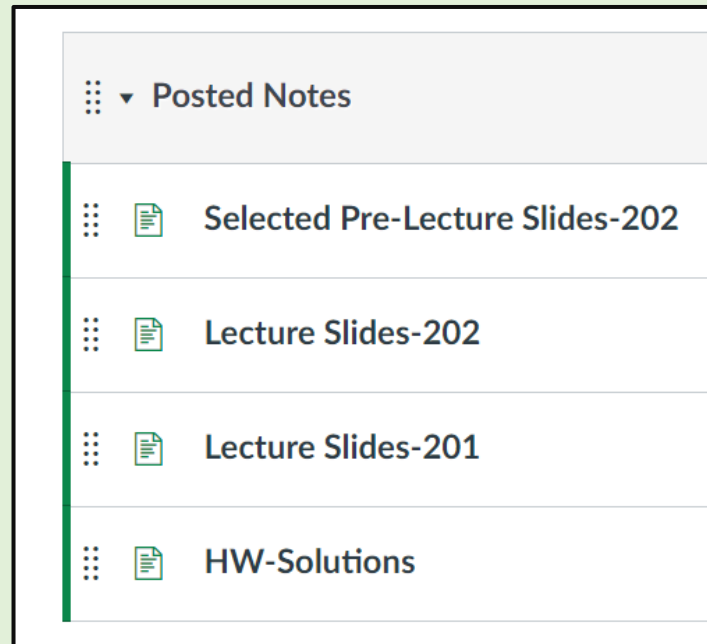 Posted Notes
Selected Pre-Lecture Slides-202
Lecture Slides-202
Lecture Slides-201
HW-Solutions